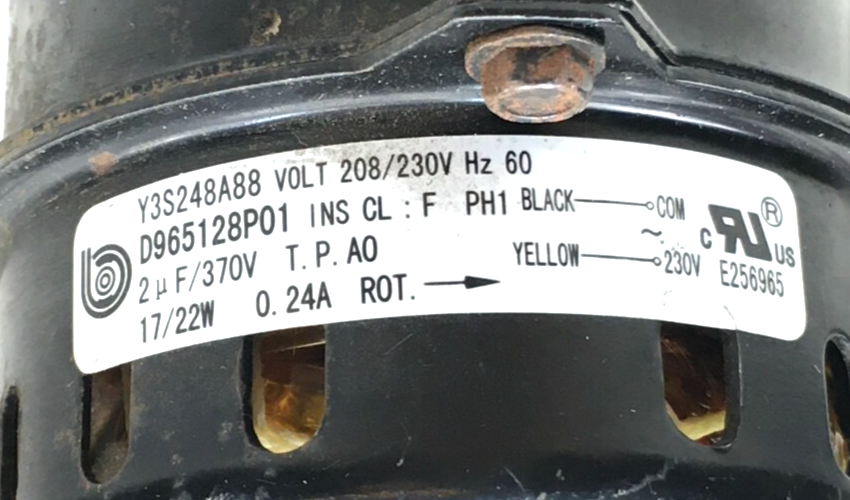 Y3S248A88 VOLT 208/230V Hz 60
D965128P01 INS CL : F PH1 BLACK COM
2μF/370V T.P.AO YELLOW ~ 230V
17/22W 0.24A ROT.
c RU ® US
E256965